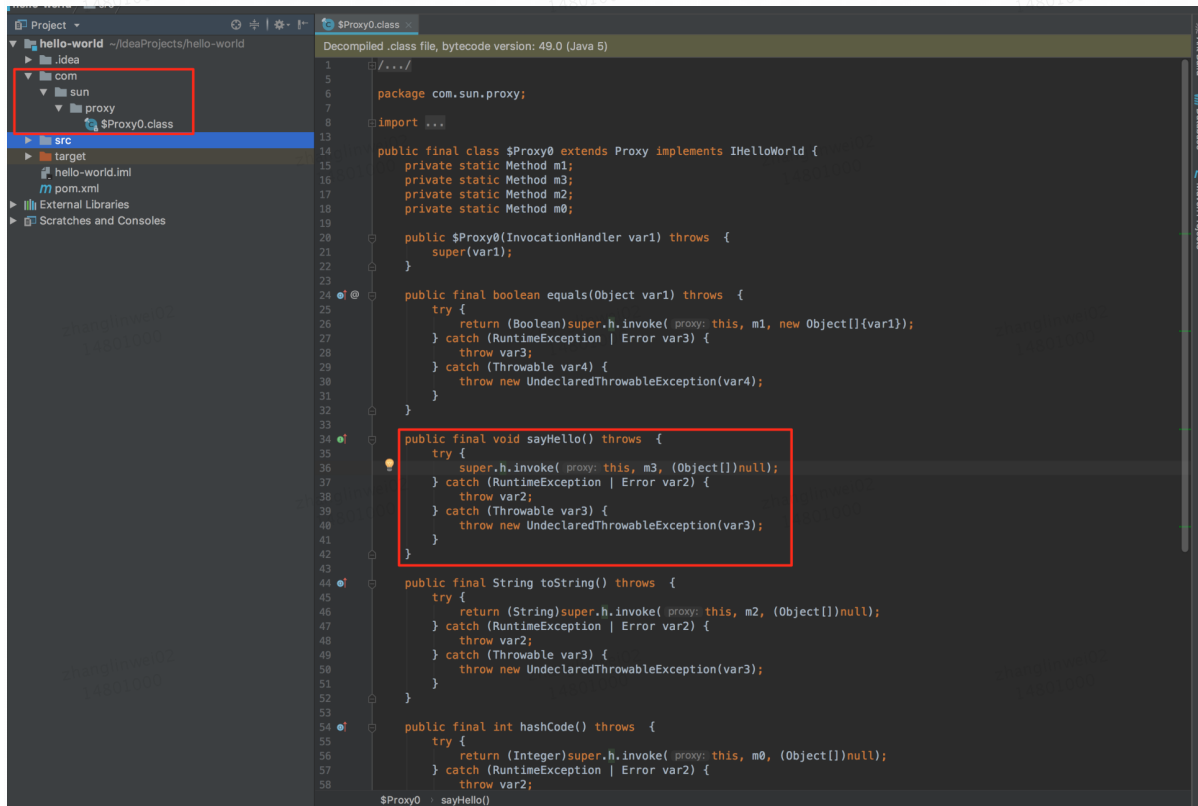 Project
hello-world ~/IdeaProjects/hello-world
.idea
com
sun
proxy
$Proxy0.class
src
target
hello-world.iml
pom.xml
External Libraries
Scratches and Consoles
$Proxy0.class
Decompiled .class file, bytecode version: 49.0 (Java 5)
1 /.../
5
6 package com.sun.proxy;
7
8 import ...
13
14 public final class $Proxy0 extends Proxy implements IHelloWorld {
15 private static Method m1;
16 private static Method m3;
17 private static Method m2;
18 private static Method m0;
19
20 public $Proxy0(InvocationHandler var1) throws {
21 super(var1);
22 }
23
24 @ public final boolean equals(Object var1) throws {
25 try {
26 return (Boolean)super.h.invoke( proxy: this, m1, new Object[]{var1});
27 } catch (RuntimeException | Error var3) {
28 throw var3;
29 } catch (Throwable var4) {
30 throw new UndeclaredThrowableException(var4);
31 }
32 }
33
34 public final void sayHello() throws {
35 try {
36 super.h.invoke( proxy: this, m3, (Object[])null);
37 } catch (RuntimeException | Error var2) {
38 throw var2;
39 } catch (Throwable var3) {
40 throw new UndeclaredThrowableException(var3);
41 }
42 }
43
44 public final String toString() throws {
45 try {
46 return (String)super.h.invoke( proxy: this, m2, (Object[])null);
47 } catch (RuntimeException | Error var2) {
48 throw var2;
49 } catch (Throwable var3) {
50 throw new UndeclaredThrowableException(var3);
51 }
52 }
53
54 public final int hashCode() throws {
55 try {
56 return (Integer)super.h.invoke( proxy: this, m0, (Object[])null);
57 } catch (RuntimeException | Error var2) {
58 throw var2;
$Proxy0 › sayHello()